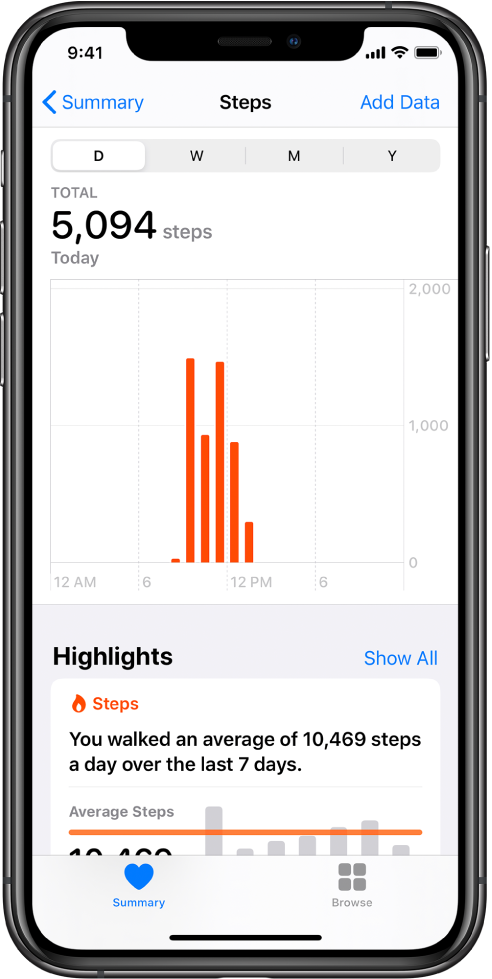 9:41
Summary Steps Add Data
D W M Y
TOTAL
5,094 steps
Today
2,000
1,000
0
12 AM 6 12 PM 6
Highlights Show All
Steps
You walked an average of 10,469 steps
a day over the last 7 days.
Average Steps
10,469
Summary Browse